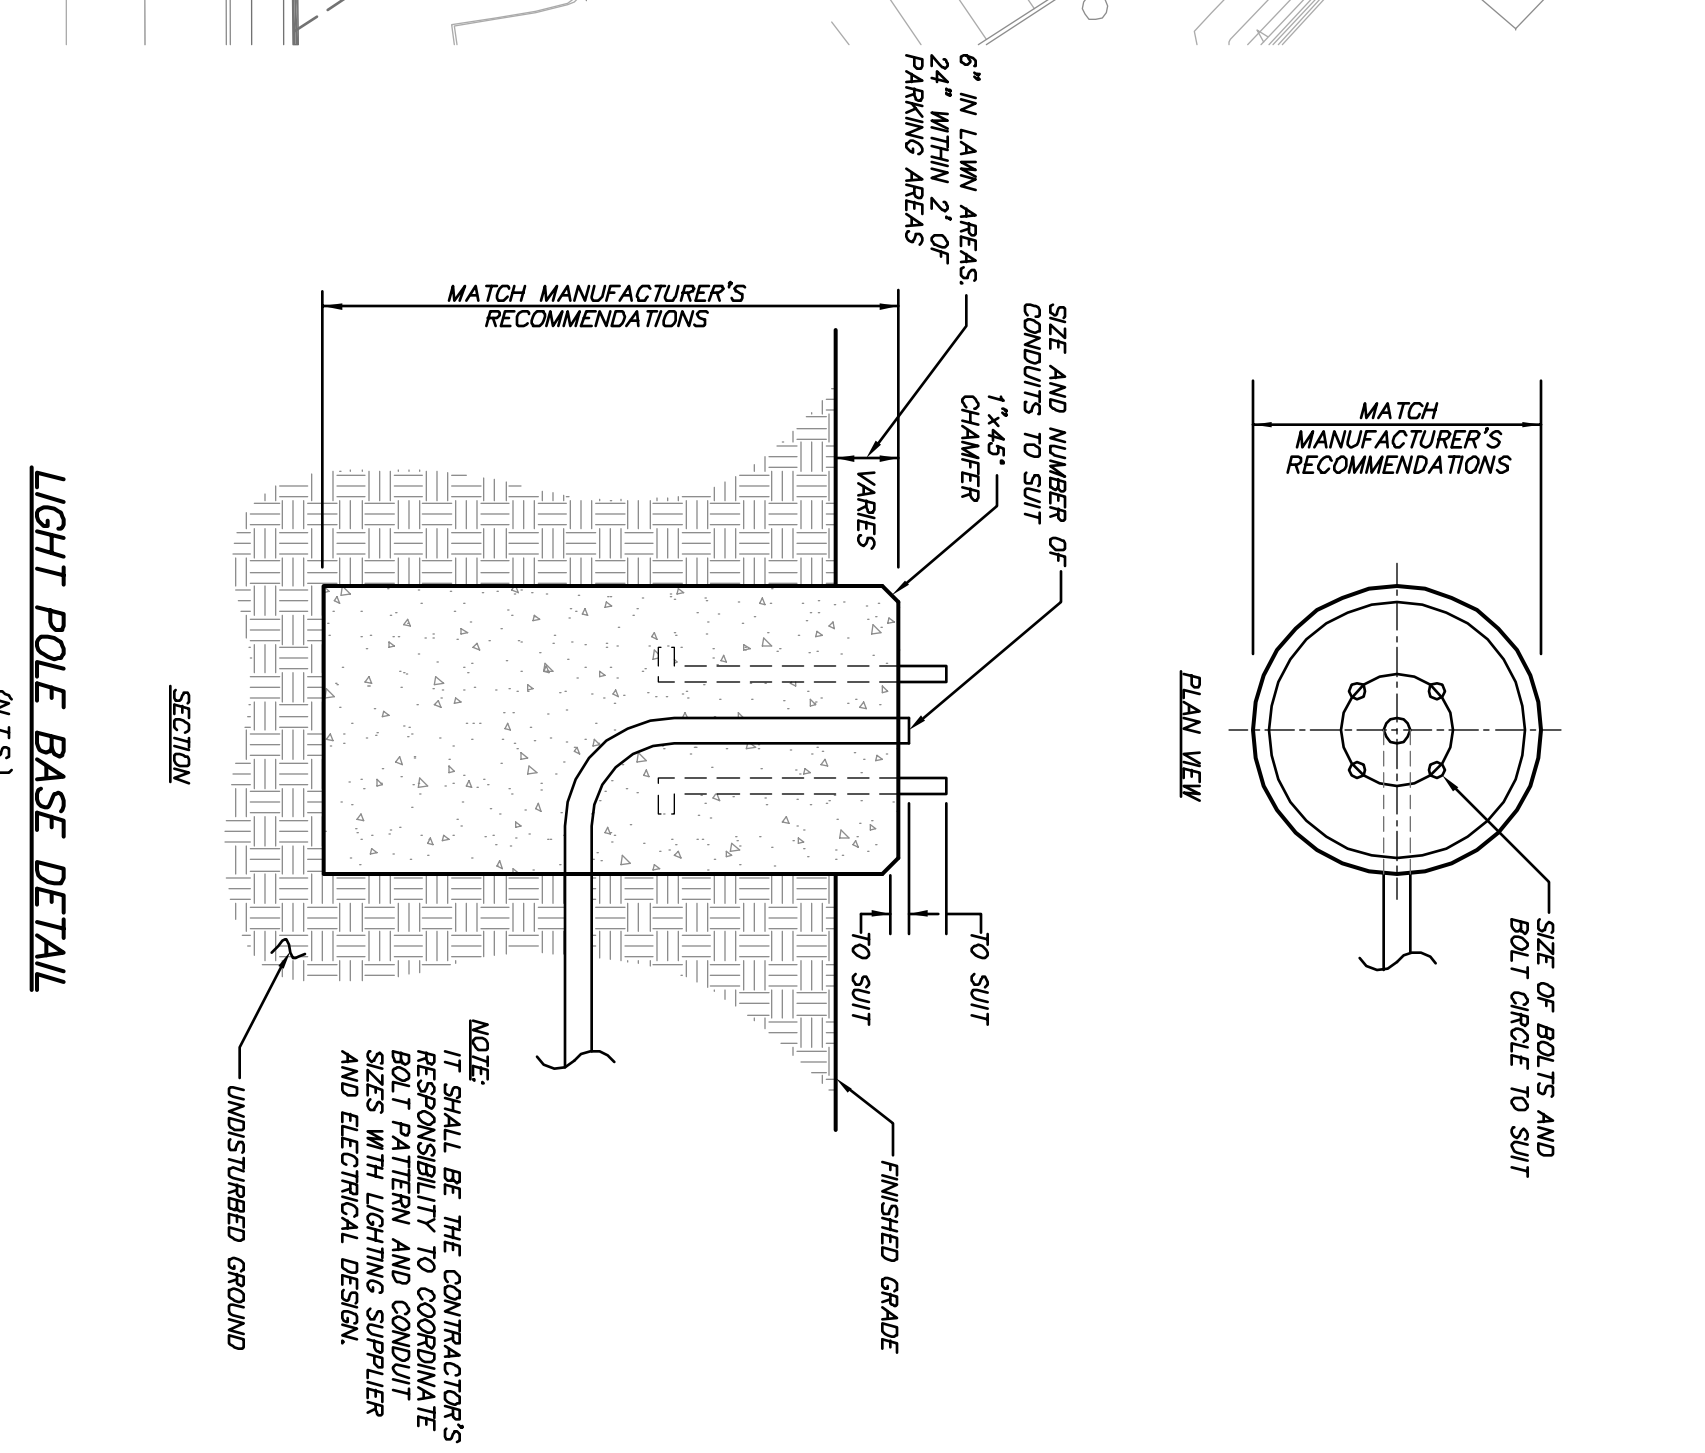 MATCH
MANUFACTURER'S
RECOMMENDATIONS
SIZE OF BOLTS AND
BOLT CIRCLE TO SUIT
PLAN VIEW
SIZE AND NUMBER OF
CONDUITS TO SUIT
1"x45°
CHAMFER
6" IN LAWN AREAS.
24" WITHIN 2' OF
PARKING AREAS
VARIES
MATCH MANUFACTURER'S
RECOMMENDATIONS
TO SUIT
TO SUIT
FINISHED GRADE
NOTE:
IT SHALL BE THE CONTRACTOR'S
RESPONSIBILITY TO COORDINATE
BOLT PATTERN AND CONDUIT
SIZES WITH LIGHTING SUPPLIER
AND ELECTRICAL DESIGN.
UNDISTURBED GROUND
SECTION
LIGHT POLE BASE DETAIL
(N.T.S.)